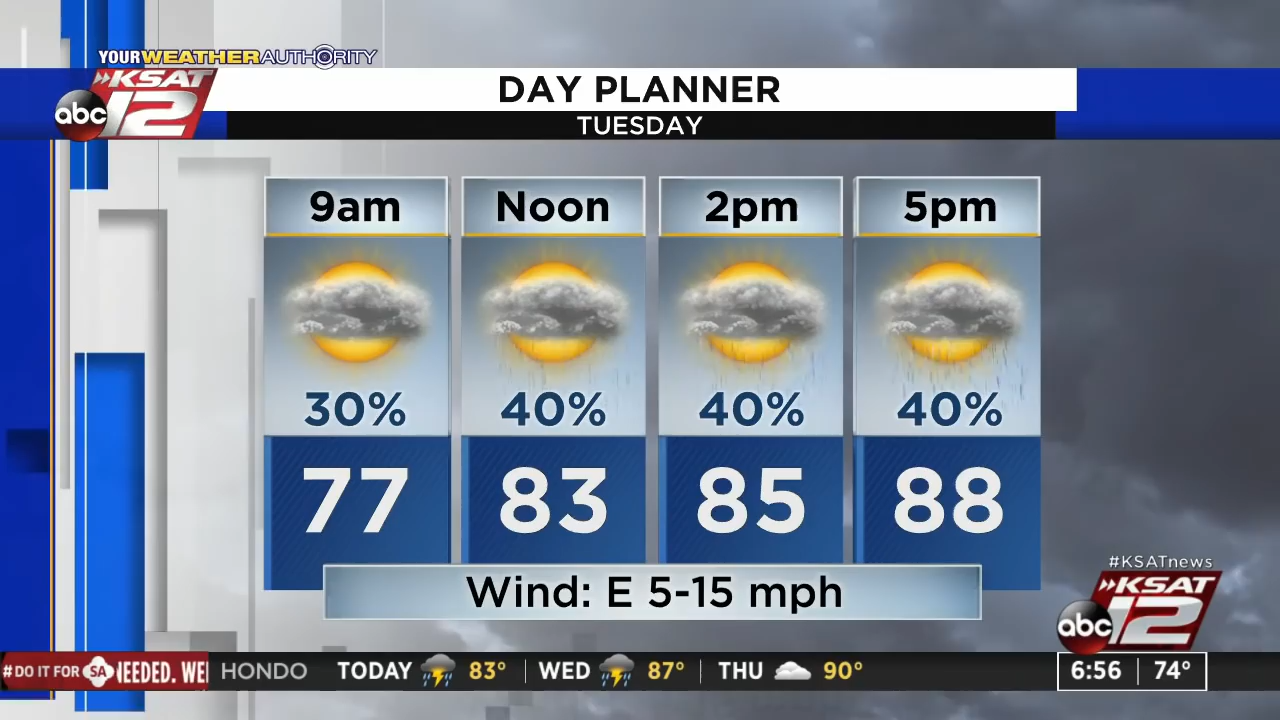 YOURWEATHERAUTHORITY
KSAT
abc 12
DAY PLANNER
TUESDAY
9am Noon 2pm 5pm
30% 40% 40% 40%
77 83 85 88
Wind: E 5-15 mph
#KSATnews
KSAT
abc 12
#DO IT FOR SA HONDO TODAY 83° WED 87° THU 90° 6:56 74°